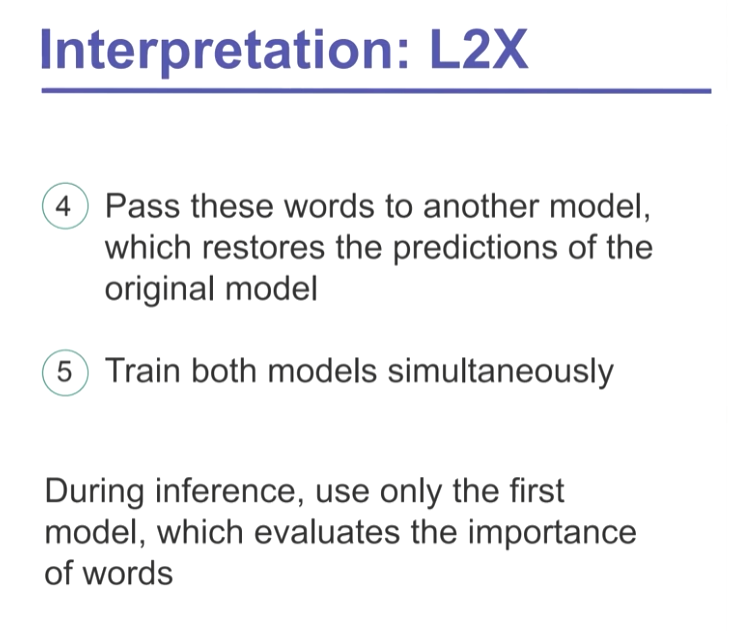 Interpretation: L2X
4 Pass these words to another model,
which restores the predictions of the
original model
5 Train both models simultaneously
During inference, use only the first
model, which evaluates the importance
of words